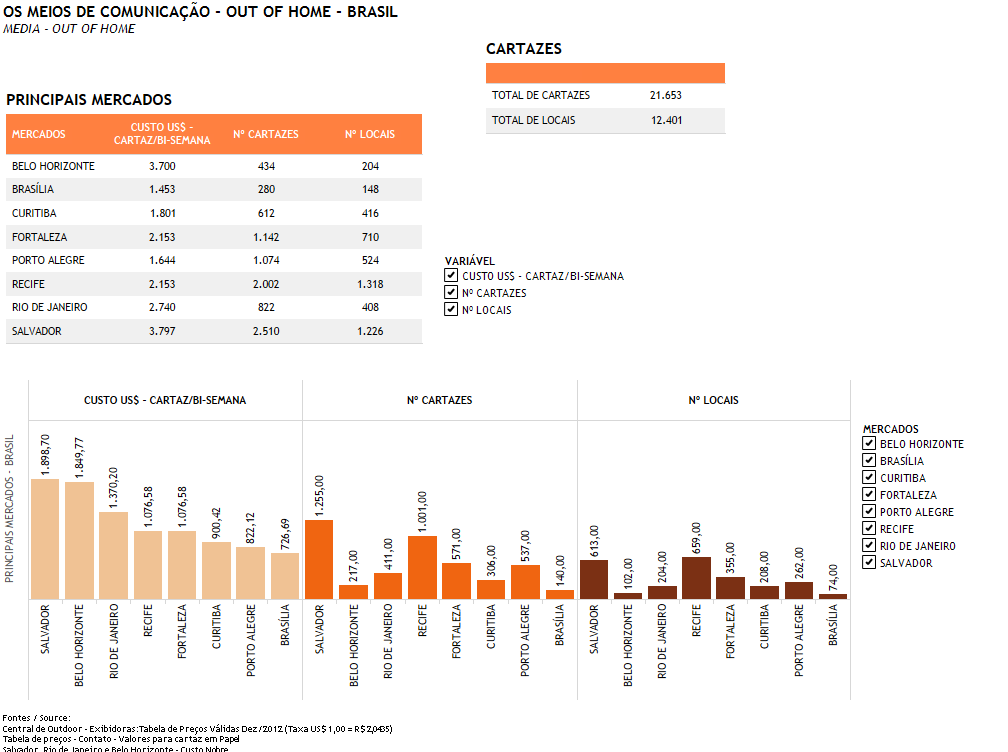 OS MEIOS DE COMUNICAÇÃO - OUT OF HOME - BRASIL
MEDIA - OUT OF HOME
CARTAZES
TOTAL DE CARTAZES 21.653
TOTAL DE LOCAIS 12.401
PRINCIPAIS MERCADOS
MERCADOS CUSTO US$ - CARTAZ/BI-SEMANA Nº CARTAZES Nº LOCAIS
BELO HORIZONTE 3.700 434 204
BRASÍLIA 1.453 280 148
CURITIBA 1.801 612 416
FORTALEZA 2.153 1.142 710
PORTO ALEGRE 1.644 1.074 524
RECIFE 2.153 2.002 1.318
RIO DE JANEIRO 2.740 822 408
SALVADOR 3.797 2.510 1.226
VARIÁVEL
CUSTO US$ - CARTAZ/BI-SEMANA
Nº CARTAZES
Nº LOCAIS
PRINCIPAIS MERCADOS - BRASIL
CUSTO US$ - CARTAZ/BI-SEMANA
1.898,70
1.849,77
1.370,20
1.076,58
1.076,58
900,42
822,12
726,69
SALVADOR
BELO HORIZONTE
RIO DE JANEIRO
RECIFE
FORTALEZA
CURITIBA
PORTO ALEGRE
BRASÍLIA
Nº CARTAZES
1.255,00
217,00
411,00
1.001,00
571,00
306,00
537,00
140,00
SALVADOR
BELO HORIZONTE
RIO DE JANEIRO
RECIFE
FORTALEZA
CURITIBA
PORTO ALEGRE
BRASÍLIA
Nº LOCAIS
613,00
102,00
204,00
659,00
355,00
208,00
262,00
74,00
SALVADOR
BELO HORIZONTE
RIO DE JANEIRO
RECIFE
FORTALEZA
CURITIBA
PORTO ALEGRE
BRASÍLIA
MERCADOS
BELO HORIZONTE
BRASÍLIA
CURITIBA
FORTALEZA
PORTO ALEGRE
RECIFE
RIO DE JANEIRO
SALVADOR
Fontes / Source:
Central de Outdoor - Exibidoras:Tabela de Preços Válidas Dez/2012 (Taxa US$ 1,00 = R$ 2,0435)
Tabela de preços - Contato - Valores para cartaz em Papel
Salvador, Rio de Janeiro e Belo Horizonte - Custo Nobre